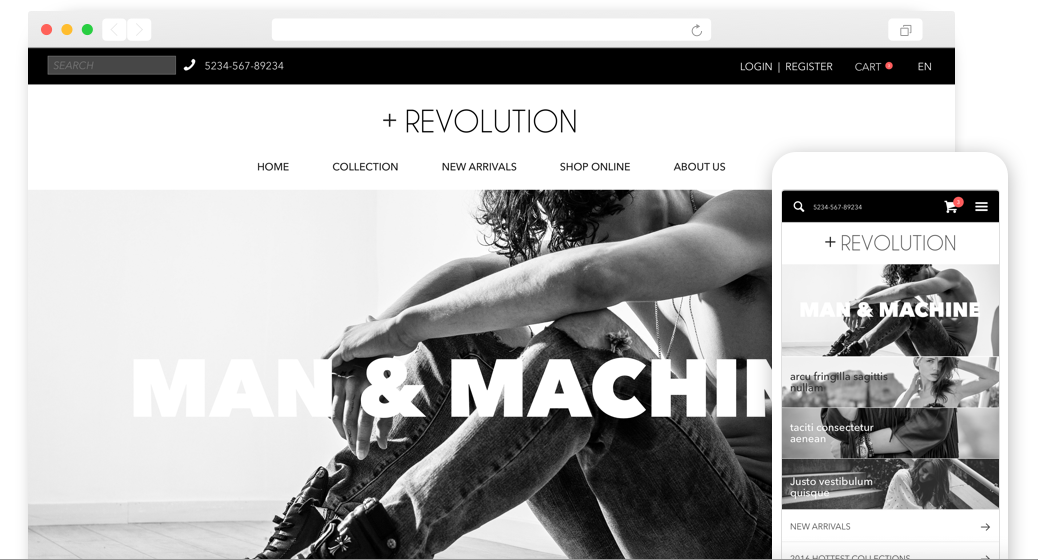 SEARCH
5234-567-89234
LOGIN | REGISTER
CART
EN
+ REVOLUTION
HOME
COLLECTION
NEW ARRIVALS
SHOP ONLINE
ABOUT US
MAN & MACHIN
5234-567-89234
+ REVOLUTION
MAN & MACHINE
arcu fringilla sagittis
nullam
taciti consectetur
aenean
Justo vestibulum
quisque
NEW ARRIVALS
2016 HOTTEST COLLECTIONS